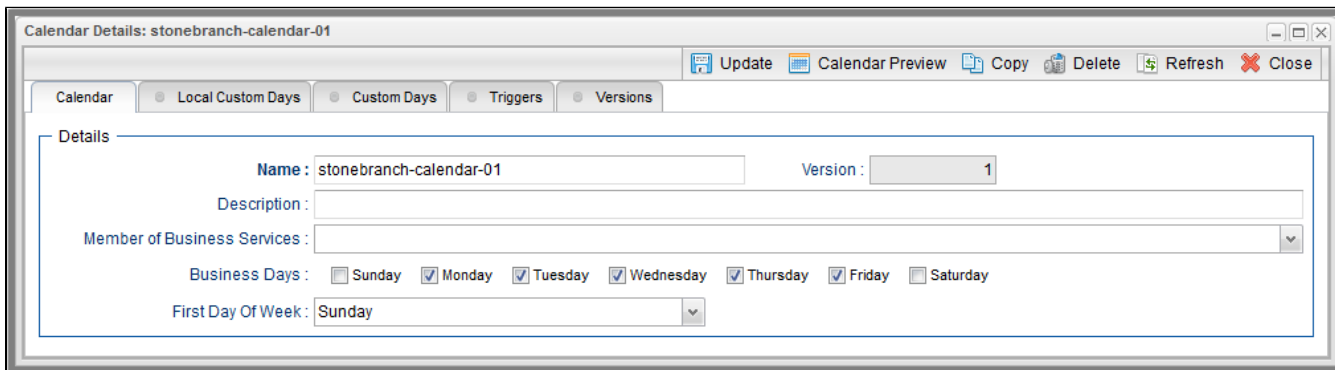 Calendar Details: stonebranch-calendar-01
Update Calendar Preview Copy Delete Refresh Close
Calendar Local Custom Days Custom Days Triggers Versions
Details
Name : stonebranch-calendar-01 Version : 1
Description :
Member of Business Services :
Business Days : Sunday Monday Tuesday Wednesday Thursday Friday Saturday
First Day Of Week : Sunday